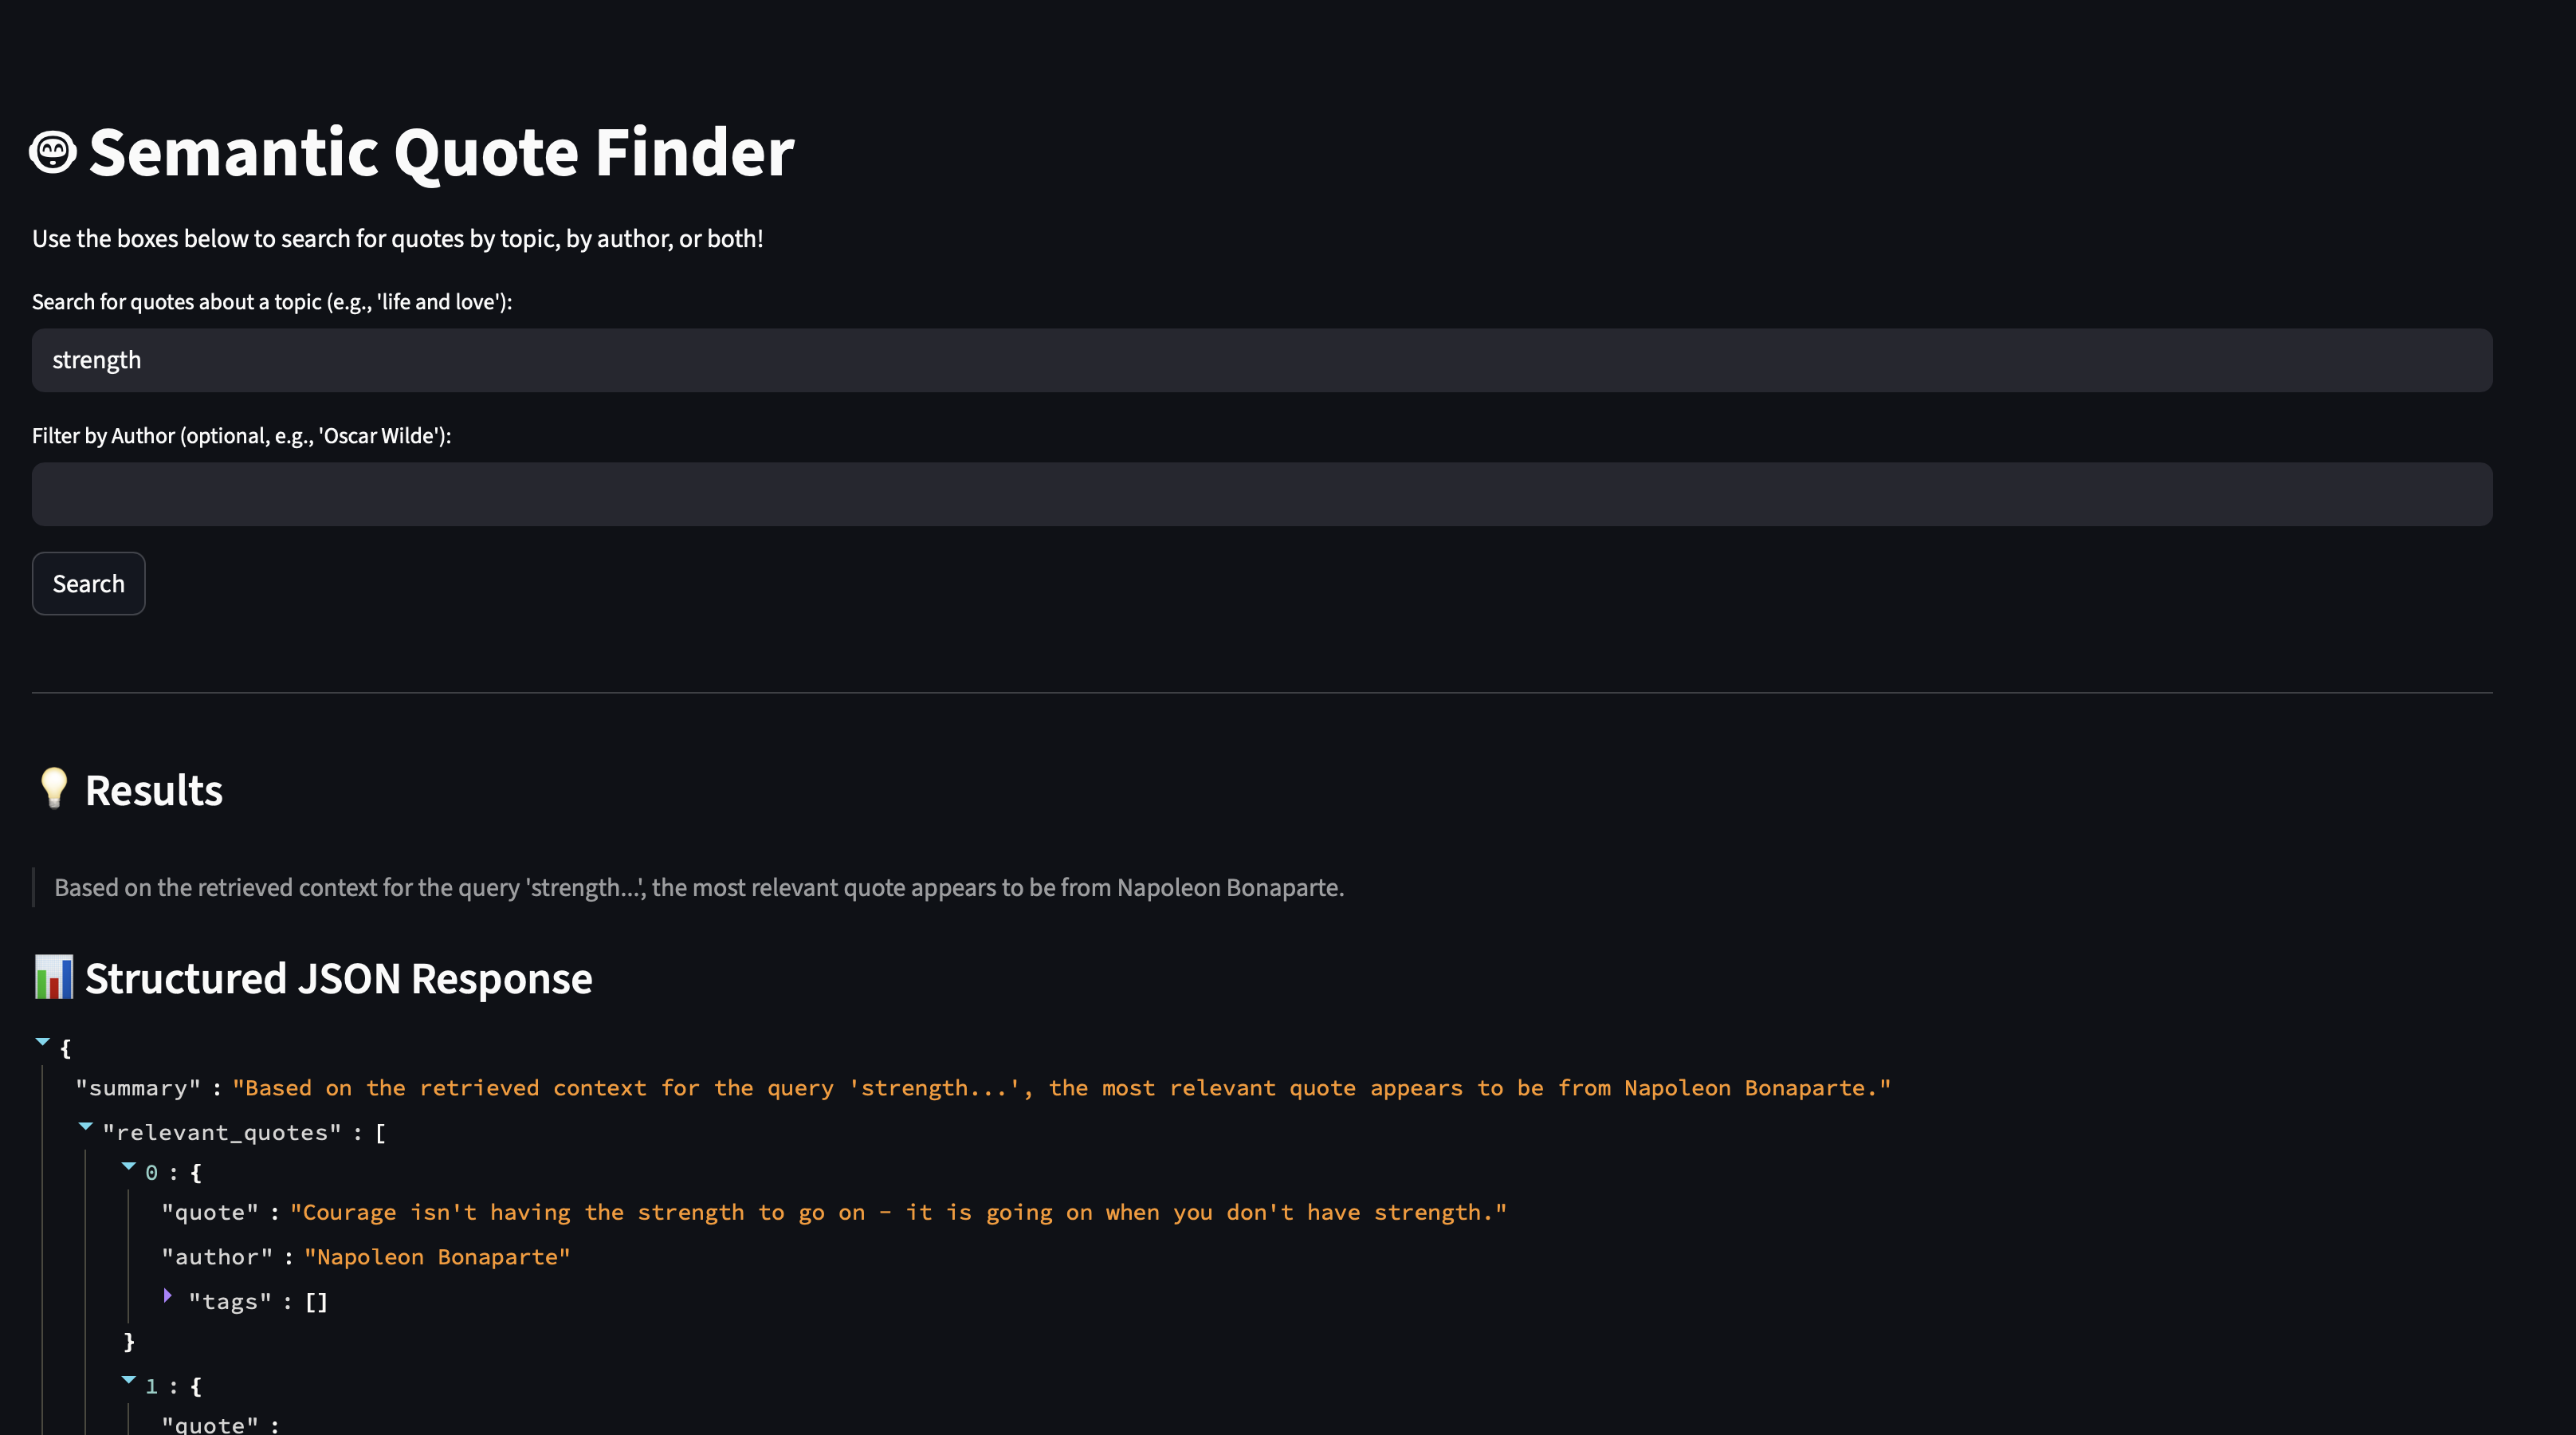 Semantic Quote Finder
Use the boxes below to search for quotes by topic, by author, or both!
Search for quotes about a topic (e.g., 'life and love'):
strength
Filter by Author (optional, e.g., 'Oscar Wilde'):
Search
Results
Based on the retrieved context for the query 'strength...', the most relevant quote appears to be from Napoleon Bonaparte.
Structured JSON Response
{
"summary" : "Based on the retrieved context for the query 'strength...', the most relevant quote appears to be from Napoleon Bonaparte."
"relevant_quotes" : [
0 : {
"quote" : "Courage isn't having the strength to go on – it is going on when you don't have strength."
"author" : "Napoleon Bonaparte"
"tags" : []
}
1 : {
"quote" :